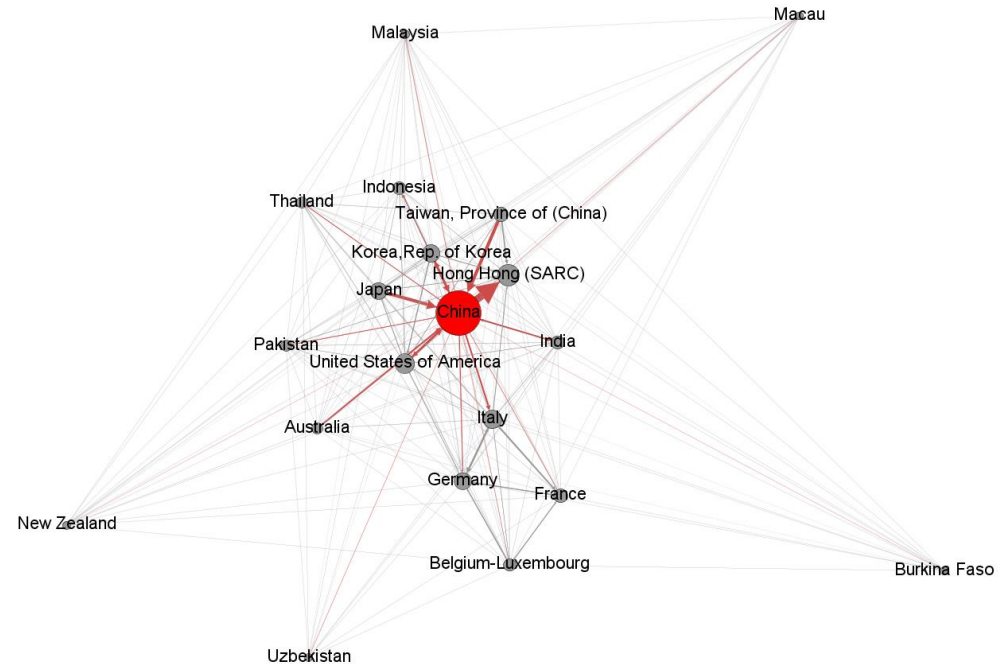 Macau
Malaysia
Indonesia
Thailand
Taiwan, Province of (China)
Korea,Rep. of Korea
Hong Hong (SARC)
Japan
China
Pakistan
India
United States of America
Italy
Australia
Germany
France
New Zealand
Belgium-Luxembourg
Burkina Faso
Uzbekistan